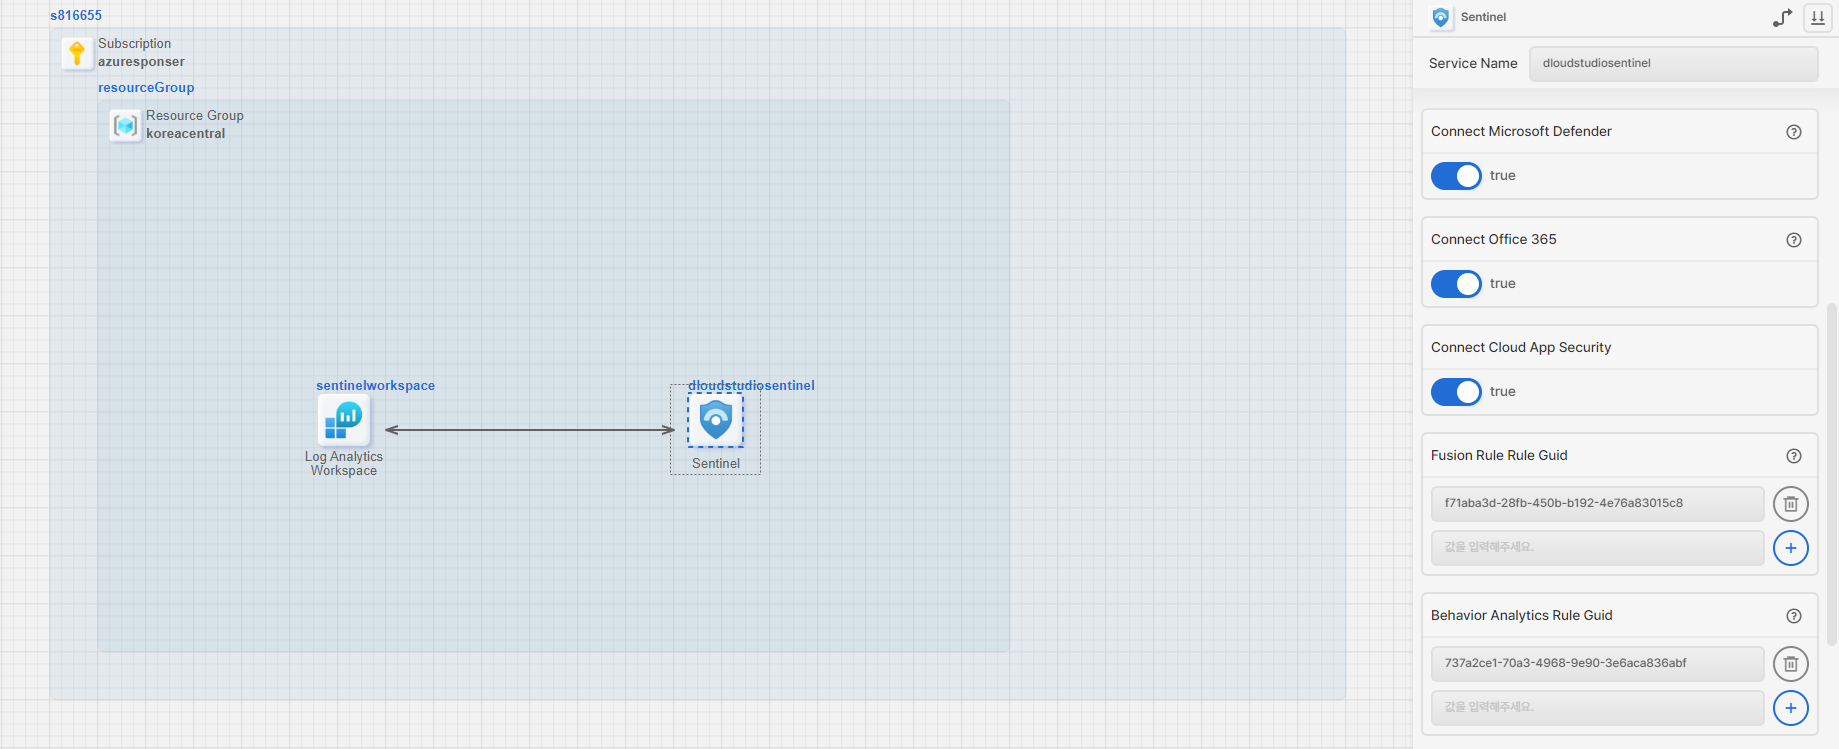 s816655
Subscription
azuresponser
resourceGroup
Resource Group
koreacentral
sentinelworkspace
Log Analytics
Workspace
dloudstudiosentinel
Sentinel
Sentinel
Service Name
dloudstudiosentinel
Connect Microsoft Defender
true
Connect Office 365
true
Connect Cloud App Security
true
Fusion Rule Rule Guid
f71aba3d-28fb-450b-b192-4e76a83015c8
값을 입력해주세요.
Behavior Analytics Rule Guid
737a2ce1-70a3-4968-9e90-3e6aca836abf
값을 입력해주세요.